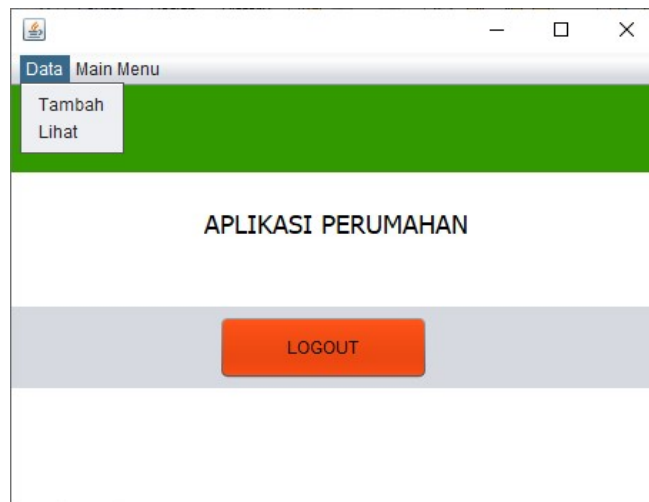 Data Main Menu
Tambah
Lihat
APLIKASI PERUMAHAN
LOGOUT